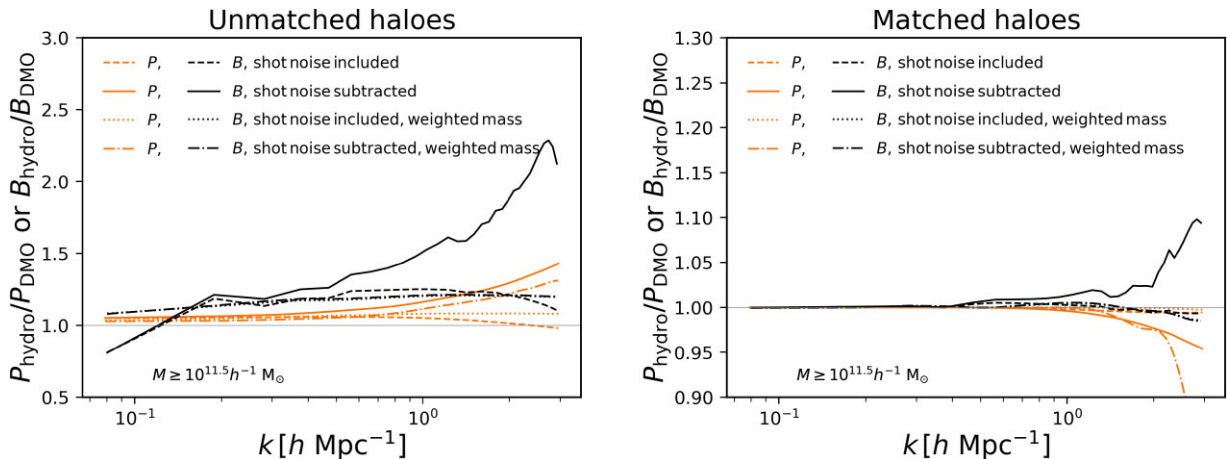 Unmatched haloes
P_hydro/P_DMO or B_hydro/B_DMO
3.0
2.5
2.0
1.5
1.0
0.5
P, B, shot noise included
P, B, shot noise subtracted
P, B, shot noise included, weighted mass
P, B, shot noise subtracted, weighted mass
M ≥ 10^11.5 h^−1 M_⊙
10^−1 10^0
k [h Mpc^−1]
Matched haloes
P_hydro/P_DMO or B_hydro/B_DMO
1.30
1.25
1.20
1.15
1.10
1.05
1.00
0.95
0.90
P, B, shot noise included
P, B, shot noise subtracted
P, B, shot noise included, weighted mass
P, B, shot noise subtracted, weighted mass
M ≥ 10^11.5 h^−1 M_⊙
10^−1 10^0
k [h Mpc^−1]